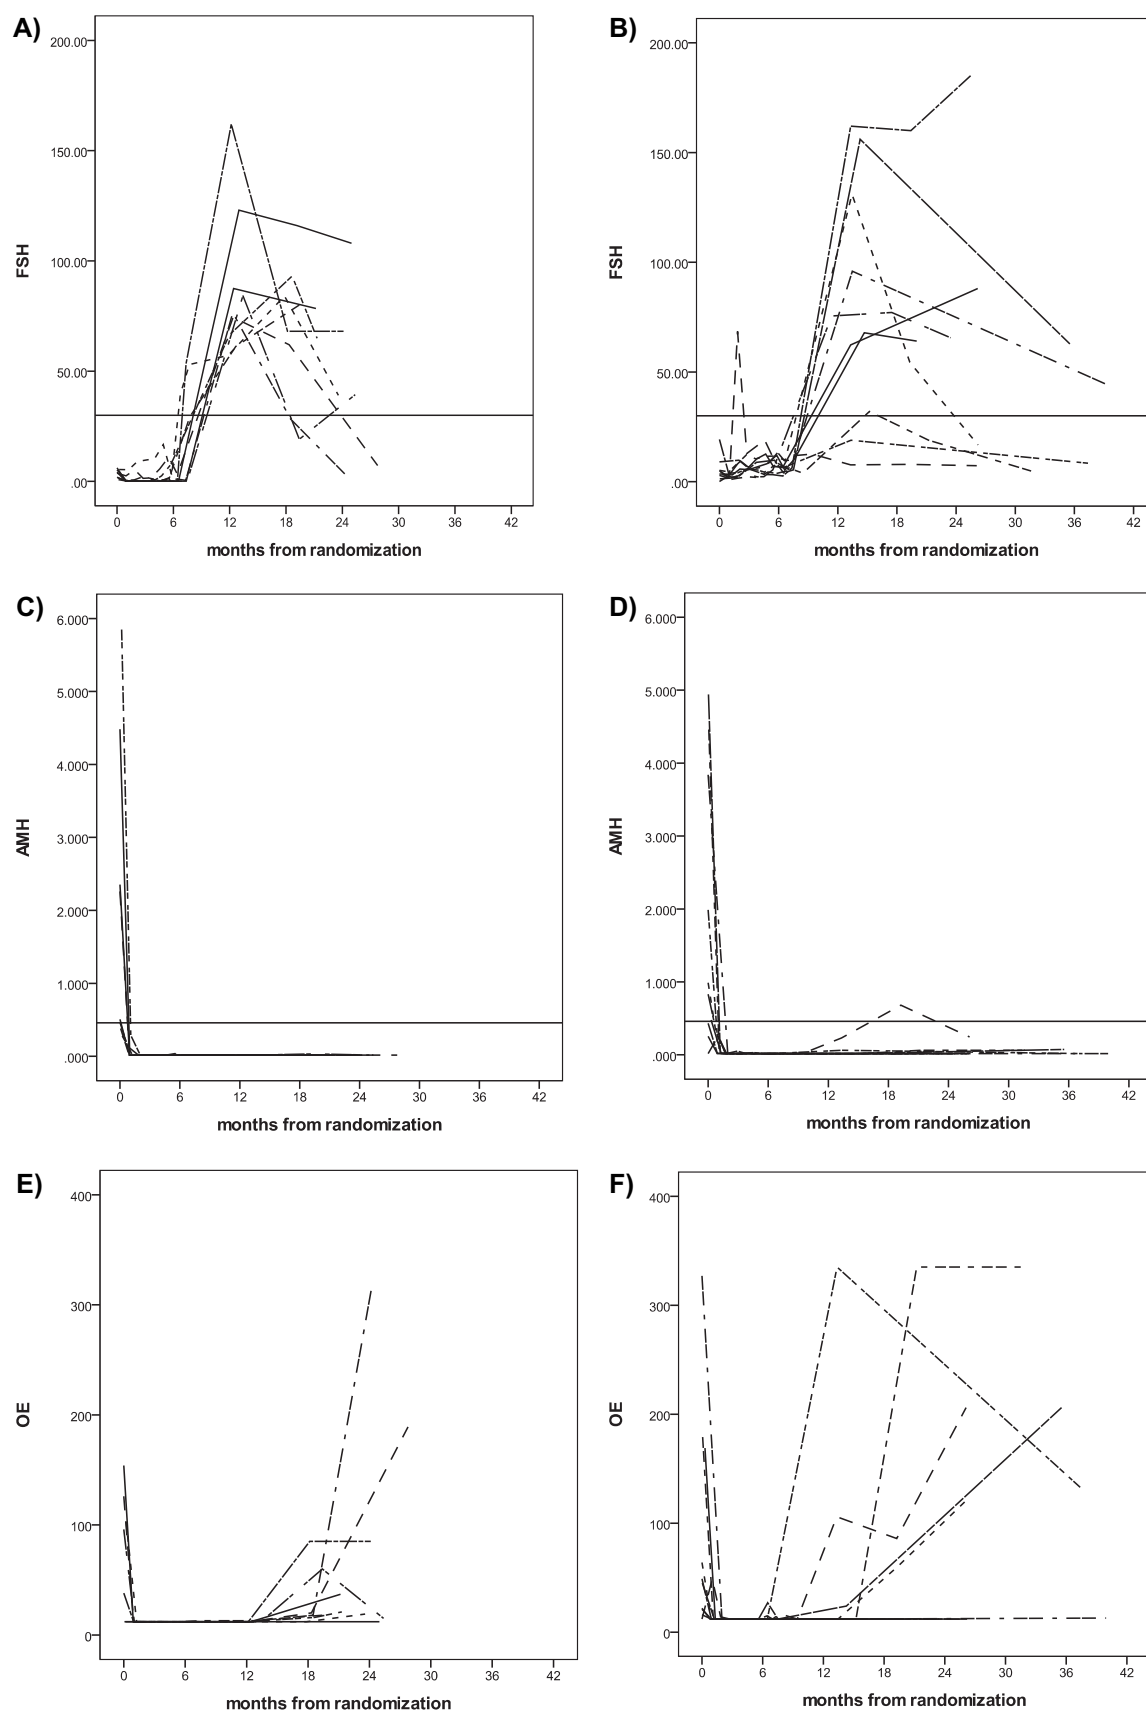 A)
200.00
150.00
100.00
50.00
.00
FSH
0 6 12 18 24 30 36 42
months from randomization
B)
200.00
150.00
100.00
50.00
.00
FSH
0 6 12 18 24 30 36 42
months from randomization
C)
6.000
5.000
4.000
3.000
2.000
1.000
.000
AMH
0 6 12 18 24 30 36 42
months from randomization
D)
6.000
5.000
4.000
3.000
2.000
1.000
.000
AMH
0 6 12 18 24 30 36 42
months from randomization
E)
400
300
200
100
0
OE
0 6 12 18 24 30 36 42
months from randomization
F)
400
300
200
100
0
OE
0 6 12 18 24 30 36 42
months from randomization